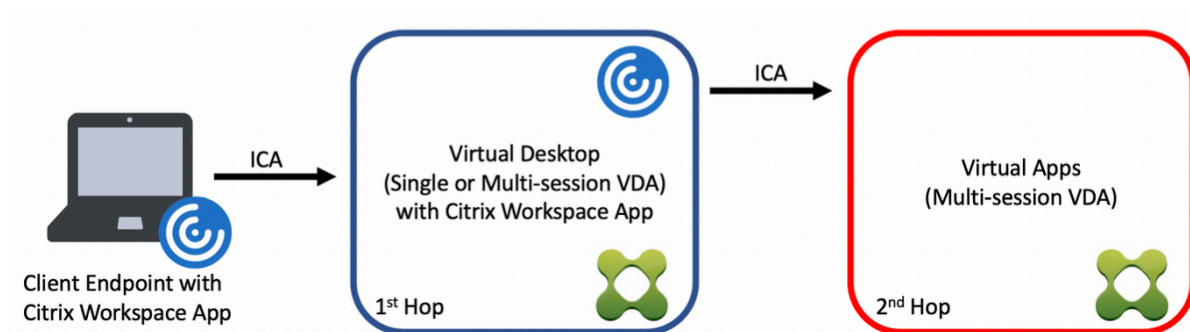 ICA
Client Endpoint with
Citrix Workspace App
Virtual Desktop
(Single or Multi-session VDA)
with Citrix Workspace App
1st Hop
ICA
Virtual Apps
(Multi-session VDA)
2nd Hop